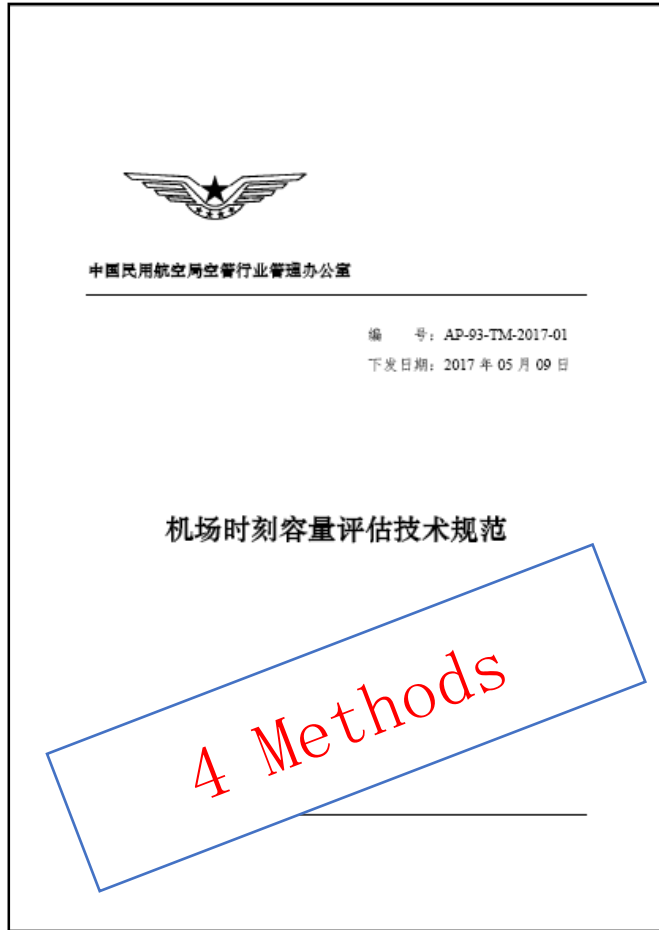 中国民用航空局空管行业管理办公室
编 号：AP-93-TM-2017-01
下发日期：2017 年 05 月 09 日
机场时刻容量评估技术规范
4 Methods